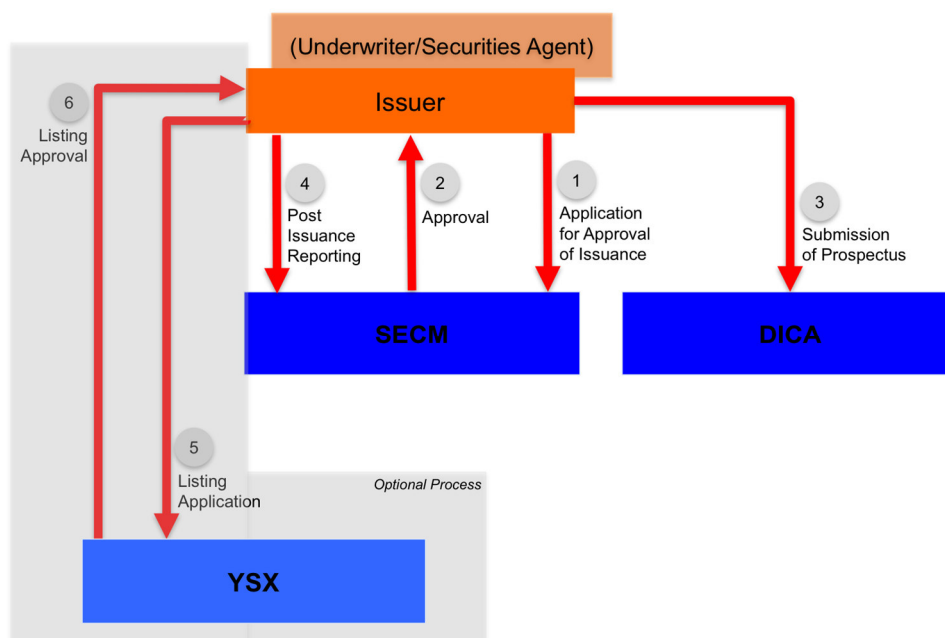 (Underwriter/Securities Agent)
Issuer
6
Listing
Approval
4
Post
Issuance
Reporting
2
Approval
1
Application
for Approval
of Issuance
3
Submission
of Prospectus
SECM
DICA
5
Listing
Application
Optional Process
YSX